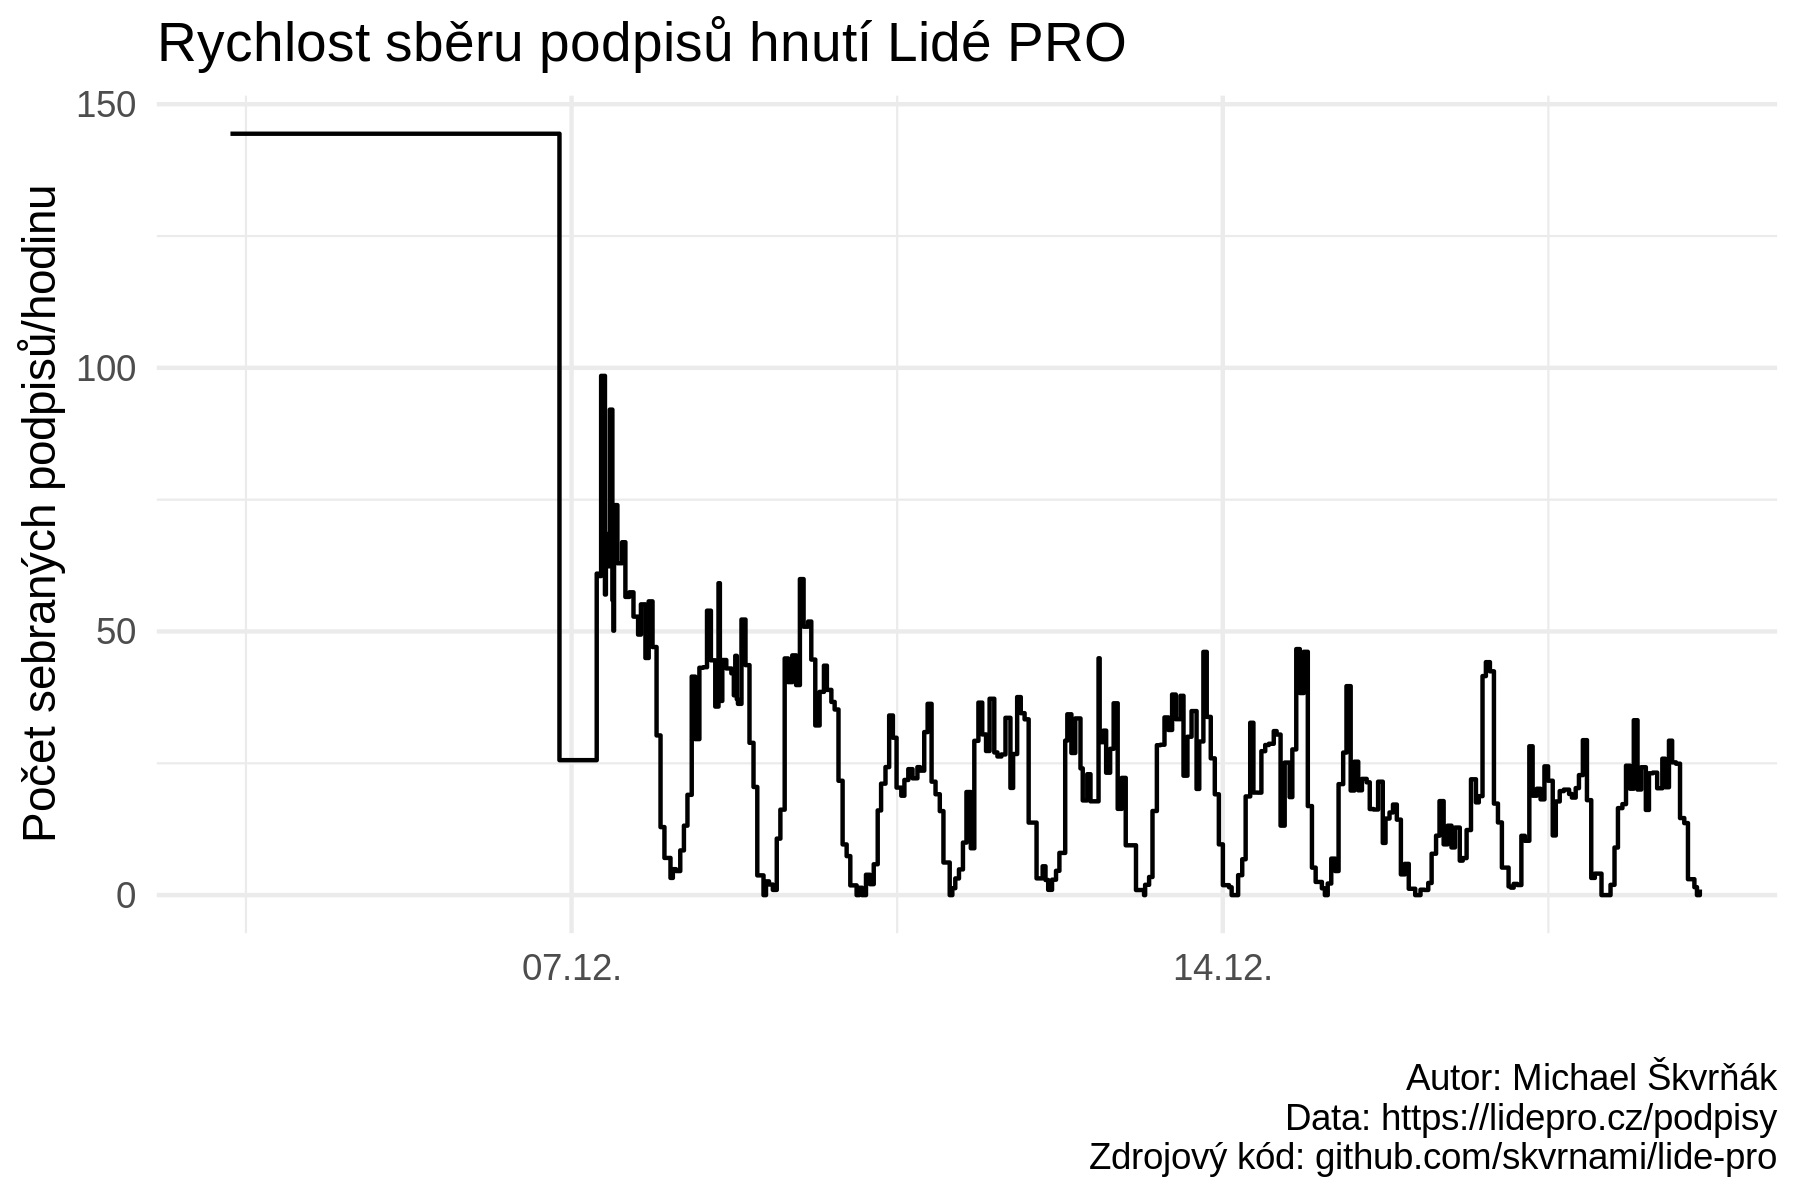 Rychlost sběru podpisů hnutí Lidé PRO
Počet sebraných podpisů/hodinu
150
100
50
0
07.12.
14.12.
Autor: Michael Škvrňák
Data: https://lidepro.cz/podpisy
Zdrojový kód: github.com/skvrnami/lide-pro